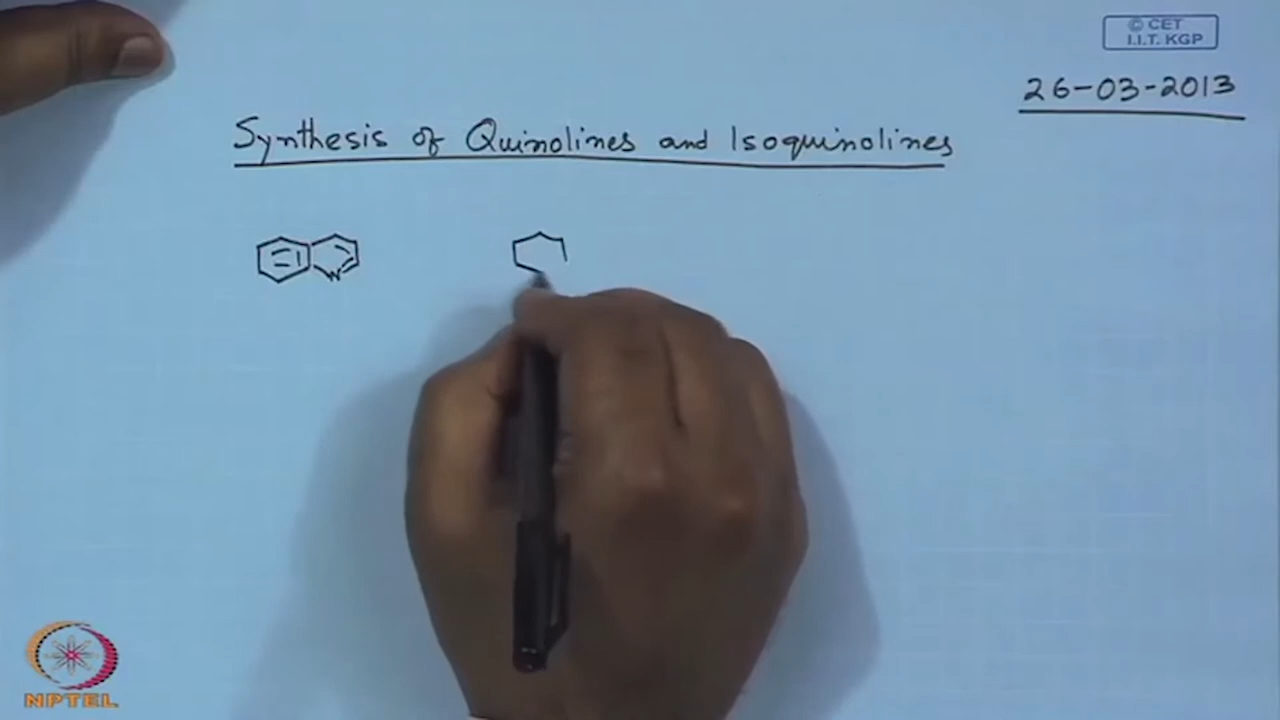 © CET
I.I.T. KGP
26-03-2013
Synthesis of Quinolines and Isoquinolines
N
NPTEL